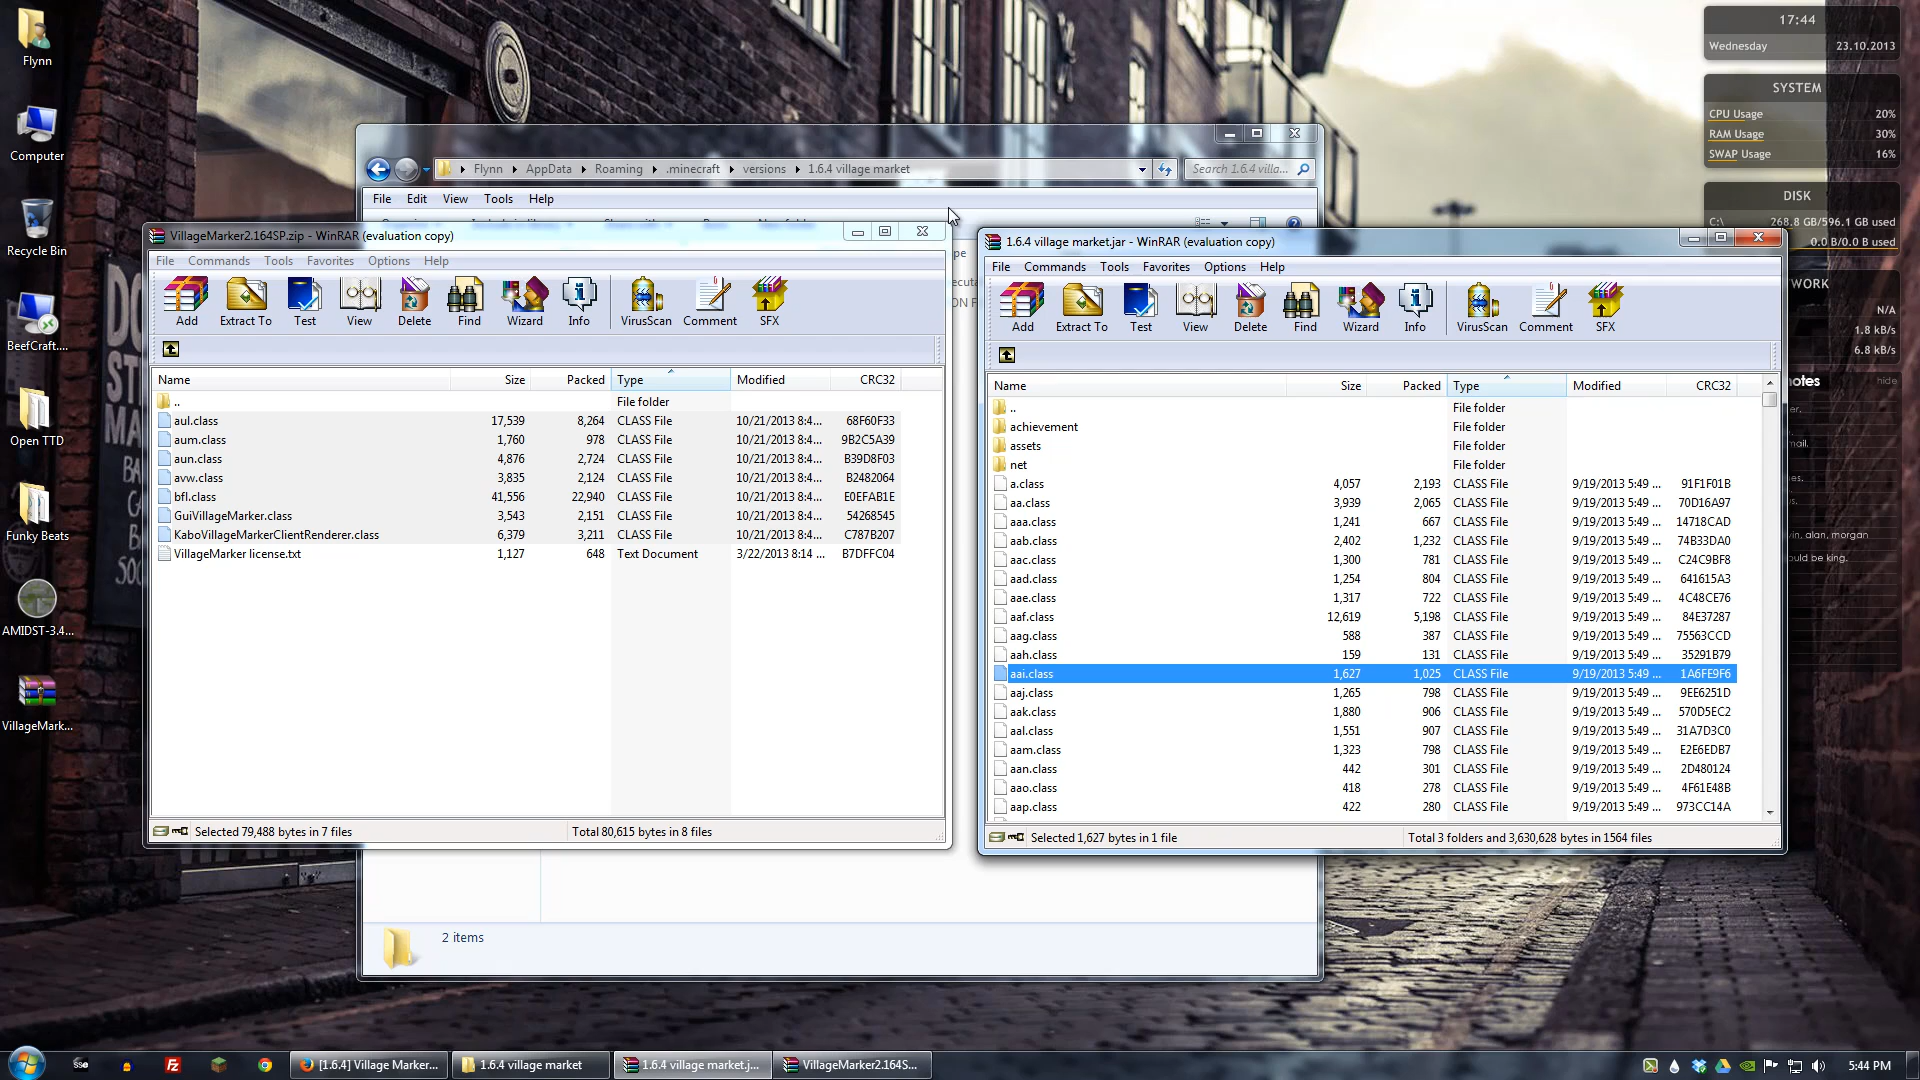 Flynn
Computer
Recycle Bin
BeefCraft....
Open TTD
Funky Beats
AMIDST-3.4...
VillageMark...
17:44
Wednesday 23.10.2013
SYSTEM
CPU Usage 20%
RAM Usage 30%
SWAP Usage 16%
DISK
C:\ 268.8 GB/596.1 GB used
0.0 B/0.0 B used
WORK
N/A
1.8 kB/s
6.8 kB/s
notes hide
er.
mail.
es.
vin, alan, morgan
ould be king.
Flynn AppData Roaming .minecraft versions 1.6.4 village market
Search 1.6.4 villa...
File Edit View Tools Help
VillageMarker2.164SP.zip - WinRAR (evaluation copy)
File Commands Tools Favorites Options Help
Add Extract To Test View Delete Find Wizard Info VirusScan Comment SFX
Name Size Packed Type Modified CRC32
.. File folder
aul.class 17,539 8,264 CLASS File 10/21/2013 8:4... 68F60F33
aum.class 1,760 978 CLASS File 10/21/2013 8:4... 9B2C5A39
aun.class 4,876 2,724 CLASS File 10/21/2013 8:4... B39D8F03
avw.class 3,835 2,124 CLASS File 10/21/2013 8:4... B2482064
bfl.class 41,556 22,940 CLASS File 10/21/2013 8:4... E0EFAB1E
GuiVillageMarker.class 3,543 2,151 CLASS File 10/21/2013 8:4... 54268545
KaboVillageMarkerClientRenderer.class 6,379 3,211 CLASS File 10/21/2013 8:4... C787B207
VillageMarker license.txt 1,127 648 Text Document 3/22/2013 8:14 ... B7DFFC04
Selected 79,488 bytes in 7 files Total 80,615 bytes in 8 files
1.6.4 village market.jar - WinRAR (evaluation copy)
File Commands Tools Favorites Options Help
Add Extract To Test View Delete Find Wizard Info VirusScan Comment SFX
Name Size Packed Type Modified CRC32
.. File folder
achievement File folder
assets File folder
net File folder
a.class 4,057 2,193 CLASS File 9/19/2013 5:49 ... 91F1F01B
aa.class 3,939 2,065 CLASS File 9/19/2013 5:49 ... 70D16A97
aaa.class 1,241 667 CLASS File 9/19/2013 5:49 ... 14718CAD
aab.class 2,402 1,232 CLASS File 9/19/2013 5:49 ... 74B33DA0
aac.class 1,300 781 CLASS File 9/19/2013 5:49 ... C24C9BF8
aad.class 1,254 804 CLASS File 9/19/2013 5:49 ... 641615A3
aae.class 1,317 722 CLASS File 9/19/2013 5:49 ... 4C48CE76
aaf.class 12,619 5,198 CLASS File 9/19/2013 5:49 ... 84E37287
aag.class 588 387 CLASS File 9/19/2013 5:49 ... 75563CCD
aah.class 159 131 CLASS File 9/19/2013 5:49 ... 35291B79
aai.class 1,627 1,025 CLASS File 9/19/2013 5:49 ... 1A6FE9F6
aaj.class 1,265 798 CLASS File 9/19/2013 5:49 ... 9EE6251D
aak.class 1,880 906 CLASS File 9/19/2013 5:49 ... 570D5EC2
aal.class 1,551 907 CLASS File 9/19/2013 5:49 ... 31A7D3C0
aam.class 1,323 798 CLASS File 9/19/2013 5:49 ... E2E6EDB7
aan.class 442 301 CLASS File 9/19/2013 5:49 ... 2D480124
aao.class 418 278 CLASS File 9/19/2013 5:49 ... 4F61E48B
aap.class 422 280 CLASS File 9/19/2013 5:49 ... 973CC14A
Selected 1,627 bytes in 1 file Total 3 folders and 3,630,628 bytes in 1564 files
2 items
sse
[1.6.4] Village Marker...
1.6.4 village market
1.6.4 village market.j...
VillageMarker2.164S...
5:44 PM